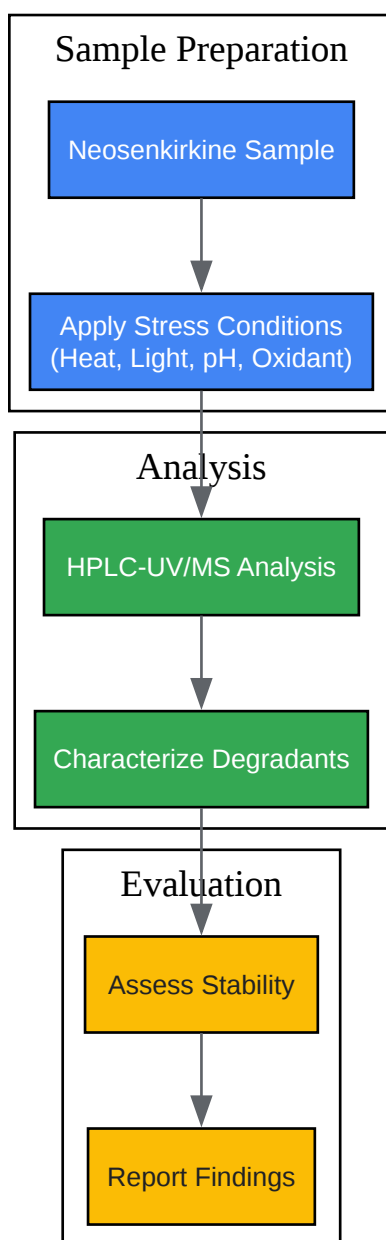 Sample Preparation
Neosenkirkine Sample
Apply Stress Conditions
(Heat, Light, pH, Oxidant)
Analysis
HPLC-UV/MS Analysis
Characterize Degradants
Evaluation
Assess Stability
Report Findings